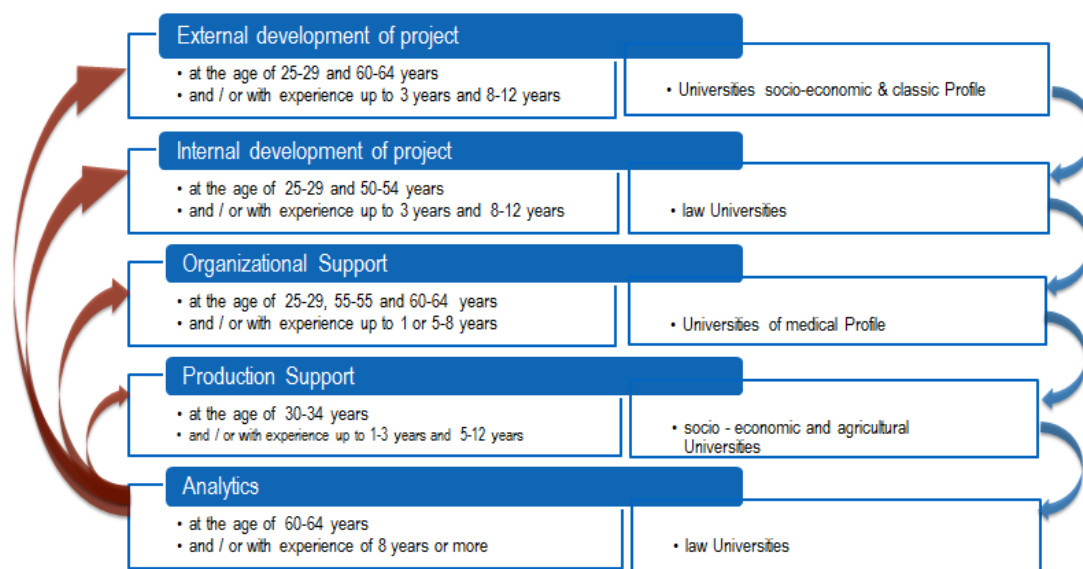 External development of project
• at the age of 25-29 and 60-64 years
• and / or with experience up to 3 years and 8-12 years
• Universities socio-economic & classic Profile
Internal development of project
• at the age of 25-29 and 50-54 years
• and / or with experience up to 3 years and 8-12 years
• law Universities
Organizational Support
• at the age of 25-29, 55-55 and 60-64 years
• and / or with experience up to 1 or 5-8 years
• Universities of medical Profile
Production Support
• at the age of 30-34 years
• and / or with experience up to 1-3 years and 5-12 years
• socio - economic and agricultural
Universities
Analytics
• at the age of 60-64 years
• and / or with experience of 8 years or more
• law Universities